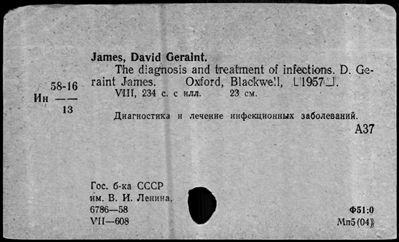 James, David Geraint.
The diagnosis and treatment of infections. D. Ge-
raint James. Oxford, Blackwell, [1957].
VIII, 234 с. с илл. 23 см.
58-16
Ин ——
13
Диагностика и лечение инфекционных заболеваний.
А37
Гос. б-ка СССР
им. В. И. Ленина.
6786—58
VII—608
Ф51:0
Мп5(04)